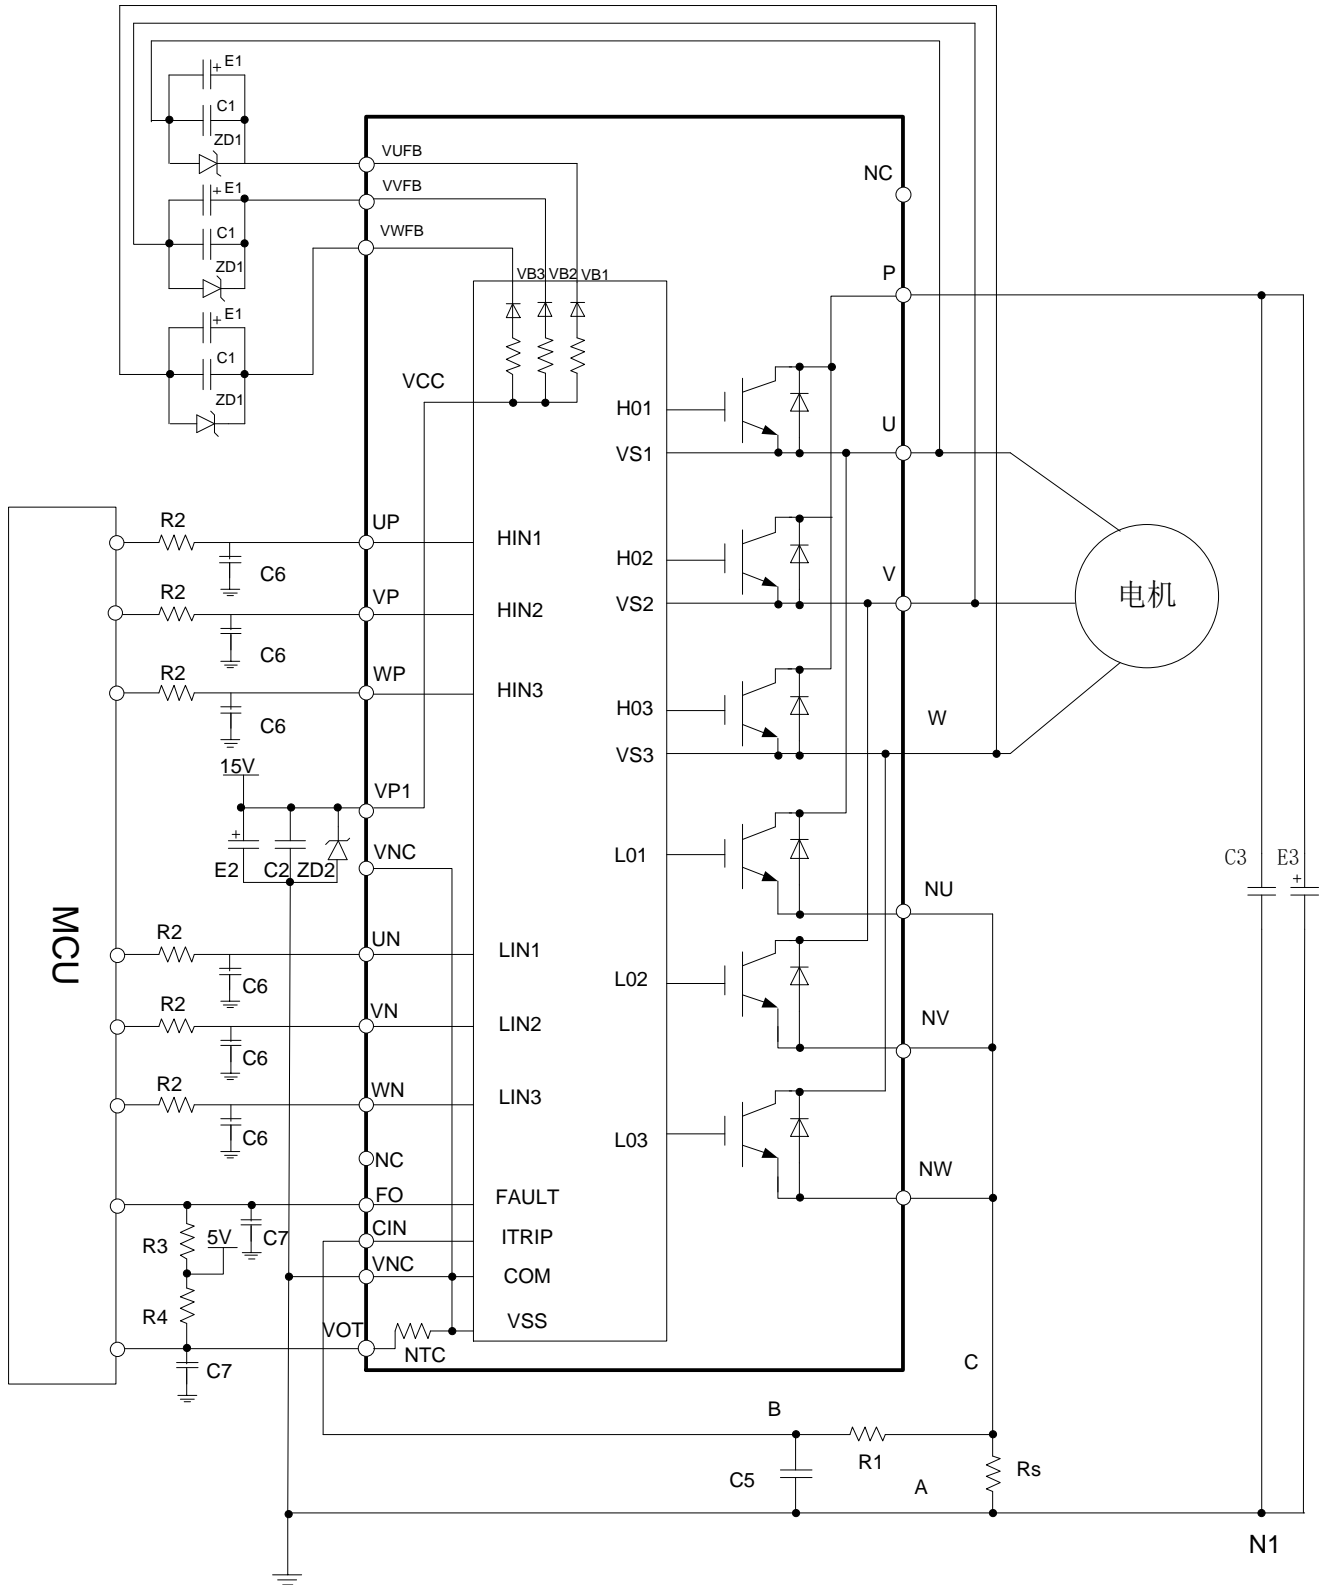 E1
+
C1
ZD1
VUFB
E1
+
VVFB
C1
ZD1
VWFB
E1
+
C1
ZD1
NC
P
VB3 VB2 VB1
VCC
H01
U
VS1
R2
UP
HIN1
C6
H02
V
VS2
电机
R2
VP
HIN2
C6
R2
WP
HIN3
C6
H03
W
VS3
15V
VP1
+
E2 C2 ZD2
VNC
L01
C3 E3
+
NU
MCU
R2
UN
LIN1
C6
L02
R2
VN
LIN2
C6
NV
R2
WN
LIN3
C6
L03
NC
NW
FO
FAULT
R3
5V
C7
CIN
ITRIP
VNC
COM
R4
VSS
VOT
NTC
C7
C
B
R1
C5
A
Rs
N1